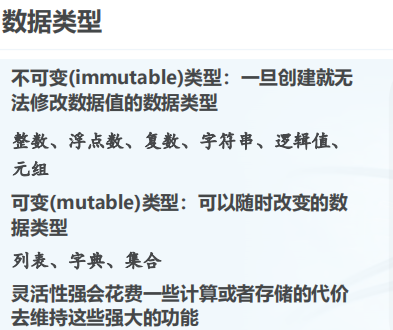 数据类型
不可变(immutable)类型：一旦创建就无
法修改数据值的数据类型
整数、浮点数、复数、字符串、逻辑值、
元组
可变(mutable)类型：可以随时改变的数
据类型
列表、字典、集合
灵活性强会花费一些计算或者存储的代价
去维持这些强大的功能